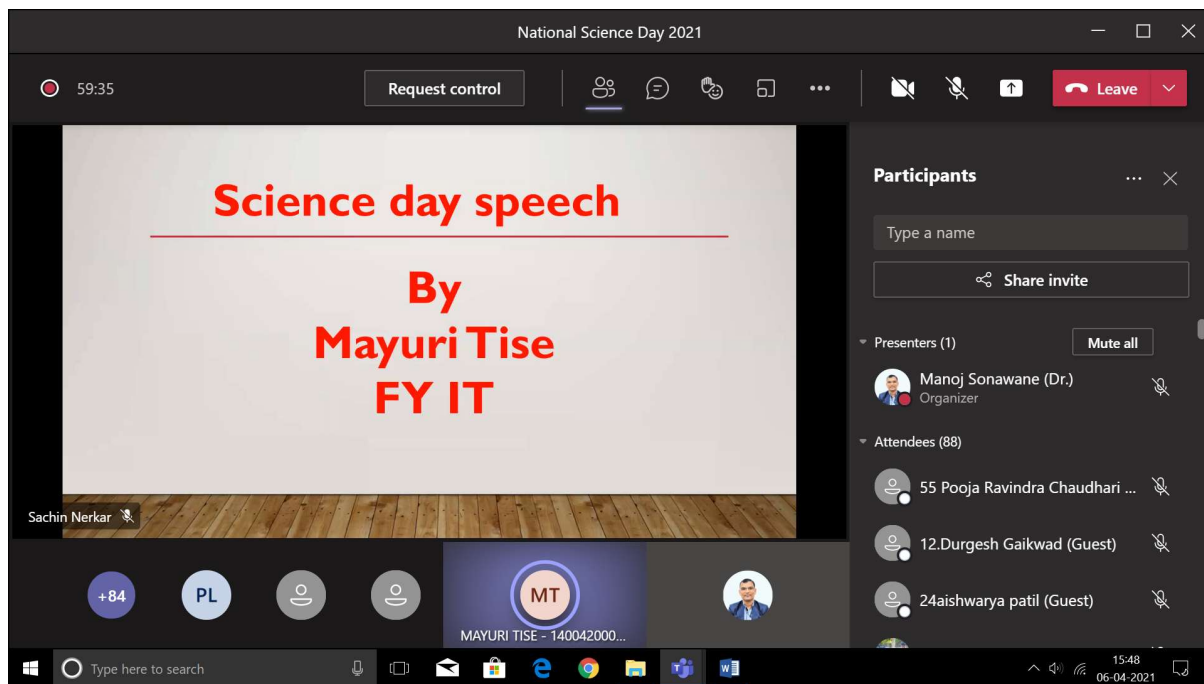 National Science Day 2021
59:35
Request control
Leave
Science day speech
By
Mayuri Tise
FY IT
Sachin Nerkar
+84
PL
MT
MAYURI TISE - 140042000...
Participants
Type a name
Share invite
Presenters (1)
Mute all
Manoj Sonawane (Dr.)
Organizer
Attendees (88)
55 Pooja Ravindra Chaudhari ...
12.Durgesh Gaikwad (Guest)
24aishwarya patil (Guest)
Type here to search
15:48
06-04-2021